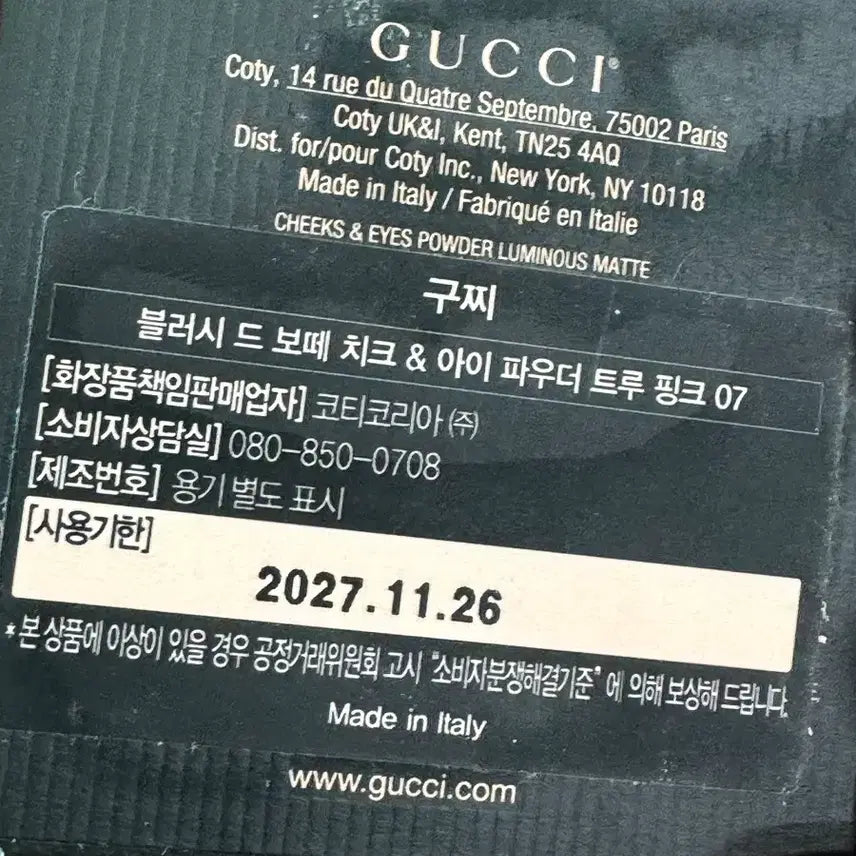 GUCCI®
Coty, 14 rue du Quatre Septembre, 75002 Paris
Coty UK&I, Kent, TN25 4AQ
Dist. for/pour Coty Inc., New York, NY 10118
Made in Italy / Fabriqué en Italie
CHEEKS & EYES POWDER LUMINOUS MATTE
구찌
블러시 드 보떼 치크 & 아이 파우더 트루 핑크 07
[화장품책임판매업자] 코티코리아 ㈜
[소비자상담실] 080-850-0708
[제조번호] 용기 별도 표시
[사용기한]
2027.11.26
*본 상품에 이상이 있을 경우 공정거래위원회 고시 "소비자분쟁해결기준" 에 의해 보상해 드립니다.
Made in Italy
www.gucci.com